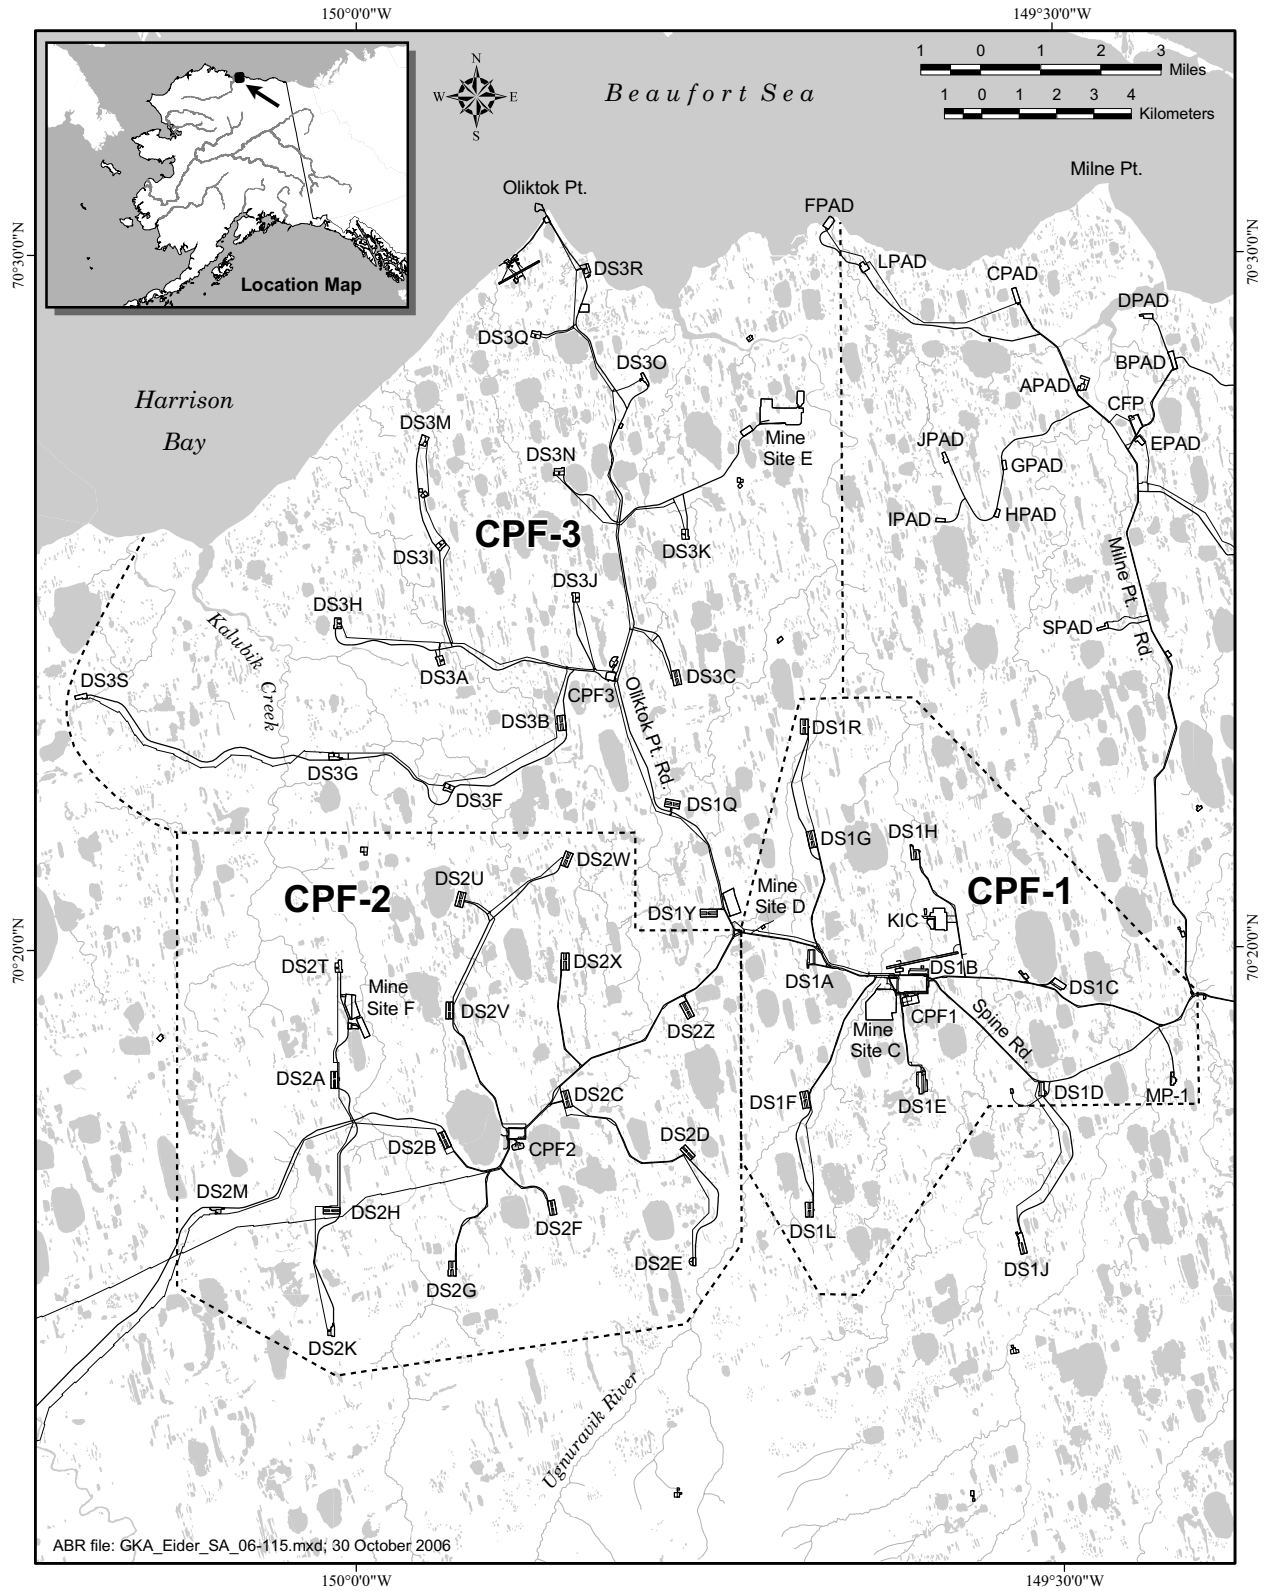 150°0'0"W
149°30'0"W
1 0 1 2 3
Miles
1 0 1 2 3 4
Kilometers
N
W E
S
Beaufort Sea
Location Map
Milne Pt.
Oliktok Pt.
FPAD
70°30'0"N
70°30'0"N
LPAD
DS3R
CPAD
DPAD
DS3Q
DS3O
BPAD
APAD
Harrison
Bay
CFP
DS3M
Mine
Site E
JPAD
EPAD
DS3N
GPAD
IPAD
HPAD
CPF-3
DS3K
DS3I
Milne Pt. Rd.
DS3J
DS3H
SPAD
Kalubik
Creek
DS3A
DS3S
CPF3
DS3C
Oliktok Pt. Rd.
DS3B
DS1R
DS3G
DS3F
DS1Q
DS1G
DS1H
DS2W
DS2U
CPF-2
Mine
Site D
CPF-1
DS1Y
KIC
70°20'0"N
70°20'0"N
DS2T
DS2X
DS1A
DS1B
DS1C
Mine
Site F
DS2V
DS2Z
CPF1
Spine Rd.
Mine
Site C
DS2A
DS2C
DS1F
DS1E
DS1D
MP-1
DS2B
CPF2
DS2D
DS2M
DS2H
DS2F
DS1L
DS2E
DS1J
DS2G
DS2K
Ugnuravik River
ABR file: GKA_Eider_SA_06-115.mxd; 30 October 2006
150°0'0"W
149°30'0"W